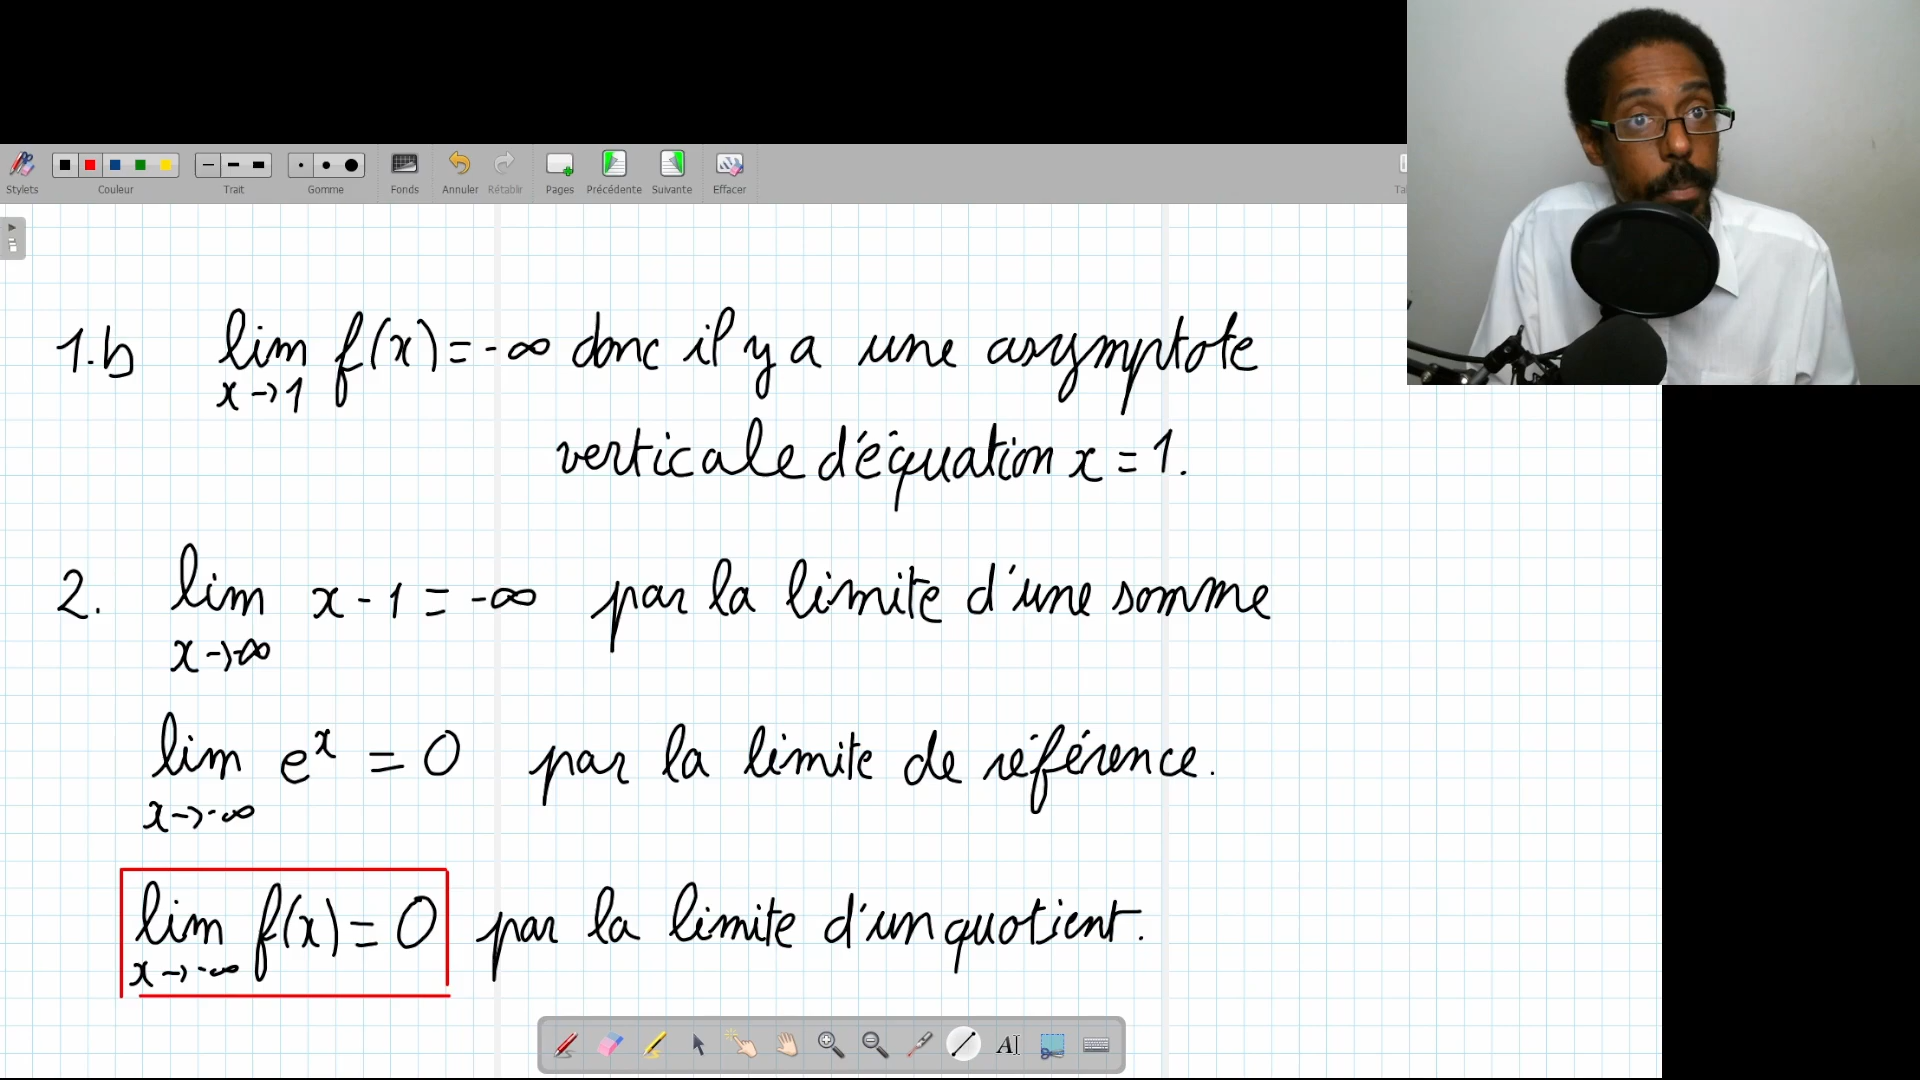 Stylets Couleur Trait Gomme Fonds Annuler Rétablir Pages Précédente Suivante Effacer
1.b lim f(x) = -∞ donc il y a une asymptote
x→1
verticale d'équation x = 1.
2. lim x - 1 = -∞ par la limite d'une somme
x→-∞
lim eˣ = 0 par la limite de référence.
x→-∞
lim f(x) = 0 par la limite d'un quotient.
x→-∞